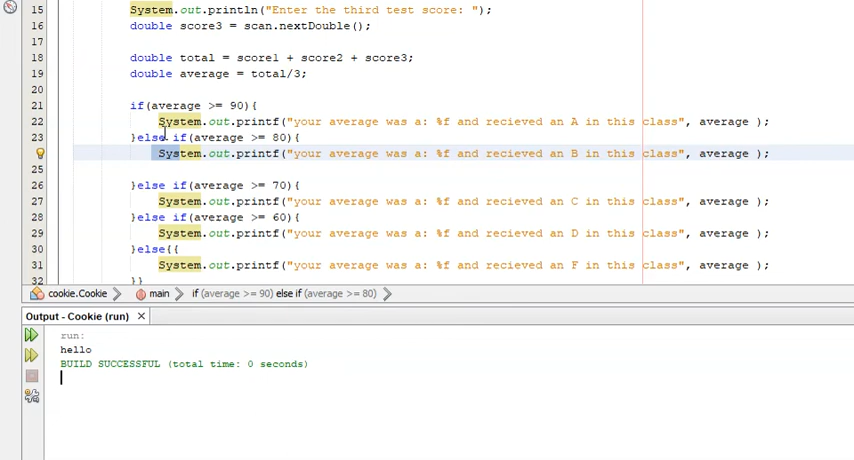 15 System.out.println("Enter the third test score: ");
16 double score3 = scan.nextDouble();
17
18 double total = score1 + score2 + score3;
19 double average = total/3;
20
21 if(average >= 90){
22 System.out.printf("your average was a: %f and recieved an A in this class", average );
23 }else if(average >= 80){
System.out.printf("your average was a: %f and recieved an B in this class", average );
25
26 }else if(average >= 70){
27 System.out.printf("your average was a: %f and recieved an C in this class", average );
28 }else if(average >= 60){
29 System.out.printf("your average was a: %f and recieved an D in this class", average );
30 }else{{
31 System.out.printf("your average was a: %f and recieved an F in this class", average );
32 }}
cookie.Cookie main if (average >= 90) else if (average >= 80)
Output - Cookie (run)
run:
hello
BUILD SUCCESSFUL (total time: 0 seconds)